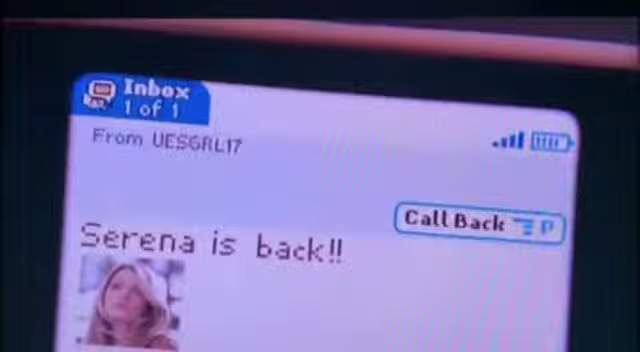 Inbox
1 of 1
From UESGRL17
Call Back
Serena is back!!